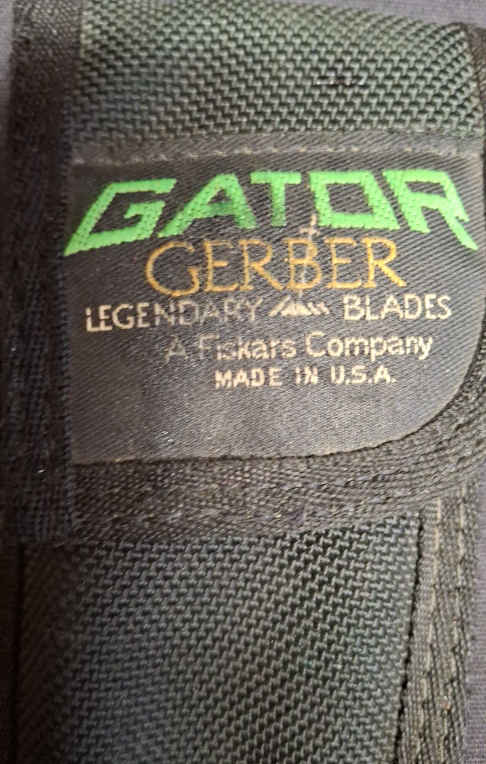 GATOR
GERBER
LEGENDARY BLADES
A Fiskars Company
MADE IN U.S.A.